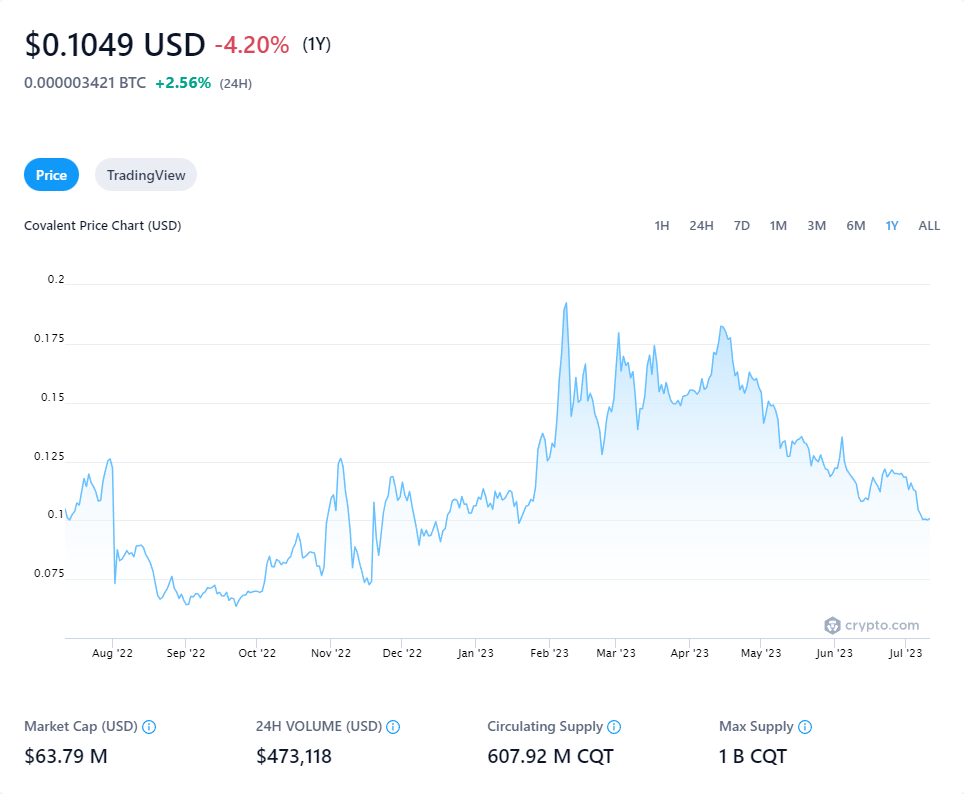 $0.1049 USD -4.20% (1Y)
0.000003421 BTC +2.56% (24H)
Price TradingView
Covalent Price Chart (USD) 1H 24H 7D 1M 3M 6M 1Y ALL
0.2
0.175
0.15
0.125
0.1
0.075
crypto.com
Aug '22 Sep '22 Oct '22 Nov '22 Dec '22 Jan '23 Feb '23 Mar '23 Apr '23 May '23 Jun '23 Jul '23
Market Cap (USD) 24H VOLUME (USD) Circulating Supply Max Supply
$63.79 M $473,118 607.92 M CQT 1 B CQT